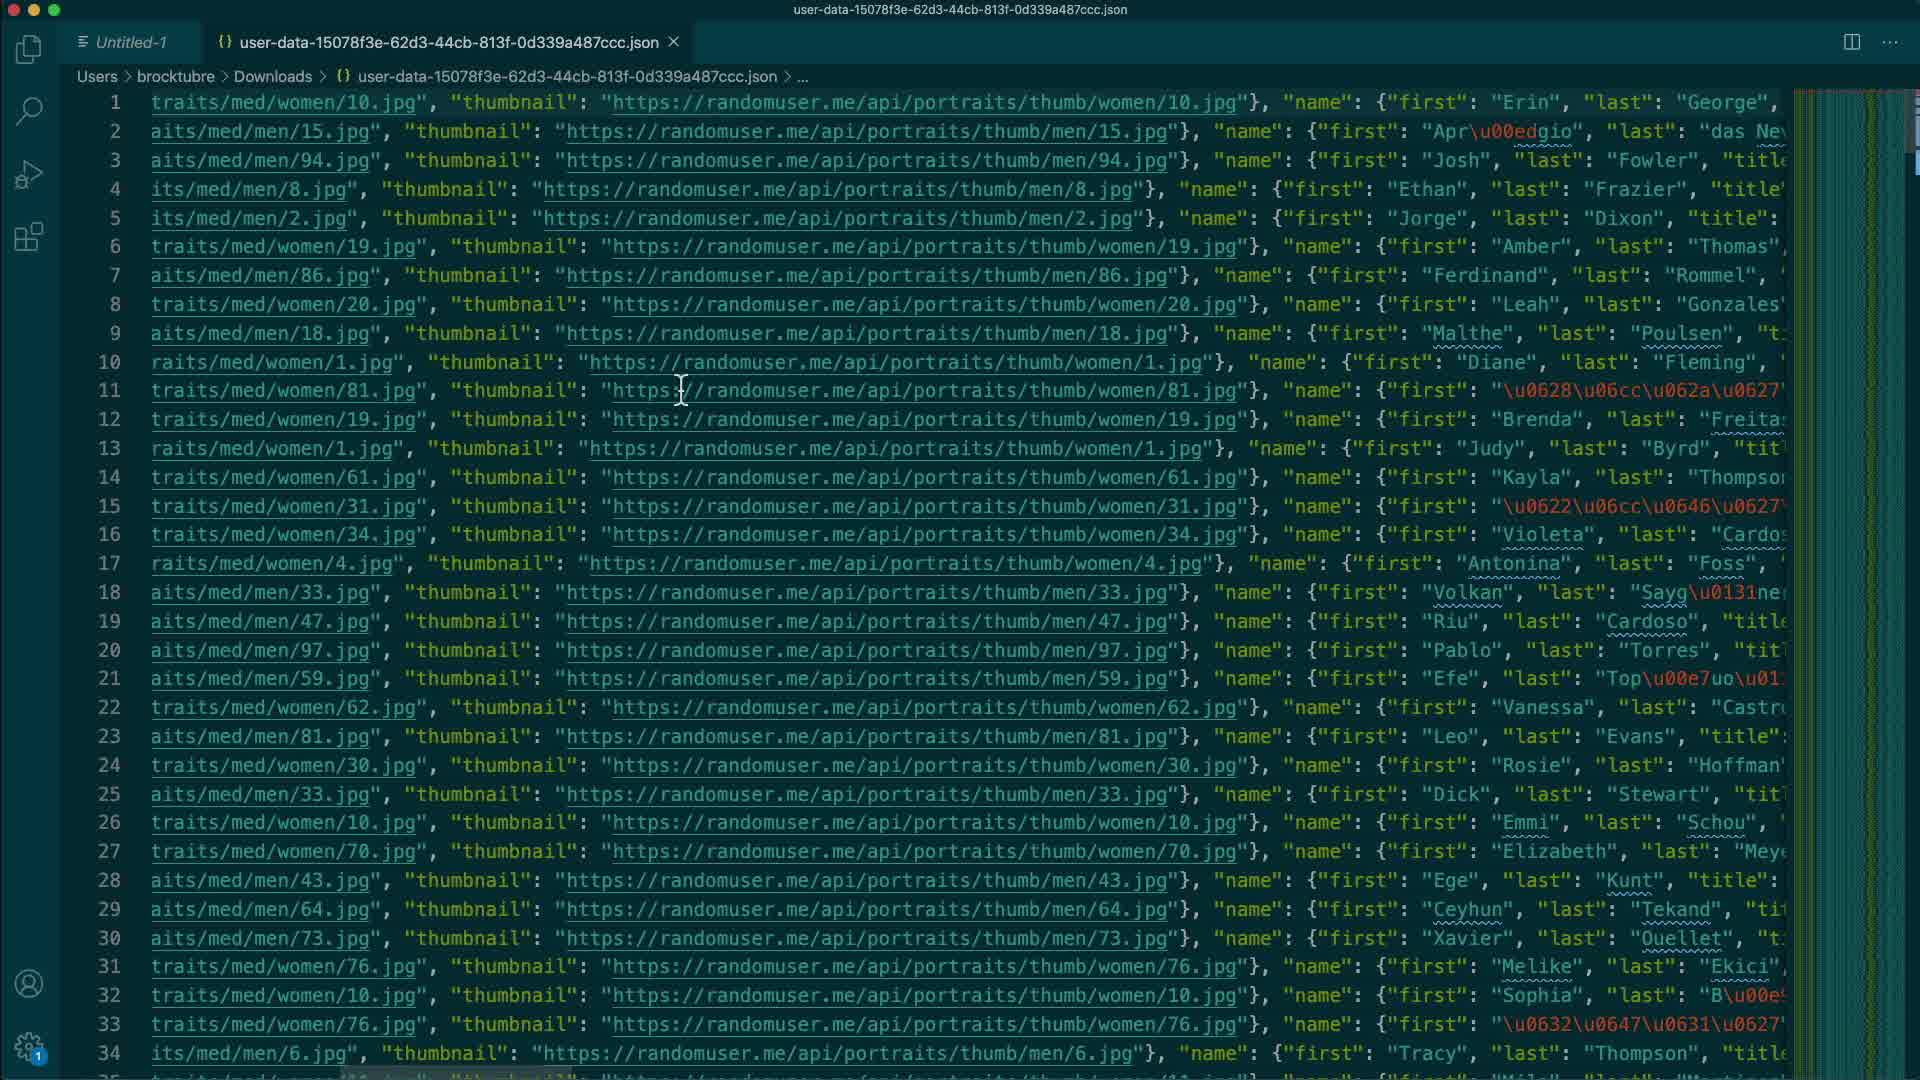 user-data-15078f3e-62d3-44cb-813f-0d339a487ccc.json
Untitled-1 {} user-data-15078f3e-62d3-44cb-813f-0d339a487ccc.json
Users > brocktubre > Downloads > {} user-data-15078f3e-62d3-44cb-813f-0d339a487ccc.json > ...
1 traits/med/women/10.jpg", "thumbnail": "https://randomuser.me/api/portraits/thumb/women/10.jpg"}, "name": {"first": "Erin", "last": "George",
2 aits/med/men/15.jpg", "thumbnail": "https://randomuser.me/api/portraits/thumb/men/15.jpg"}, "name": {"first": "Apr\u00edgio", "last": "das Ne
3 aits/med/men/94.jpg", "thumbnail": "https://randomuser.me/api/portraits/thumb/men/94.jpg"}, "name": {"first": "Josh", "last": "Fowler", "title
4 its/med/men/8.jpg", "thumbnail": "https://randomuser.me/api/portraits/thumb/men/8.jpg"}, "name": {"first": "Ethan", "last": "Frazier", "title"
5 its/med/men/2.jpg", "thumbnail": "https://randomuser.me/api/portraits/thumb/men/2.jpg"}, "name": {"first": "Jorge", "last": "Dixon", "title":
6 traits/med/women/19.jpg", "thumbnail": "https://randomuser.me/api/portraits/thumb/women/19.jpg"}, "name": {"first": "Amber", "last": "Thomas",
7 aits/med/men/86.jpg", "thumbnail": "https://randomuser.me/api/portraits/thumb/men/86.jpg"}, "name": {"first": "Ferdinand", "last": "Rommel", "
8 traits/med/women/20.jpg", "thumbnail": "https://randomuser.me/api/portraits/thumb/women/20.jpg"}, "name": {"first": "Leah", "last": "Gonzales"
9 aits/med/men/18.jpg", "thumbnail": "https://randomuser.me/api/portraits/thumb/men/18.jpg"}, "name": {"first": "Malthe", "last": "Poulsen", "ti
10 raits/med/women/1.jpg", "thumbnail": "https://randomuser.me/api/portraits/thumb/women/1.jpg"}, "name": {"first": "Diane", "last": "Fleming", "
11 traits/med/women/81.jpg", "thumbnail": "https://randomuser.me/api/portraits/thumb/women/81.jpg"}, "name": {"first": "\u0628\u06cc\u062a\u0627"
12 traits/med/women/19.jpg", "thumbnail": "https://randomuser.me/api/portraits/thumb/women/19.jpg"}, "name": {"first": "Brenda", "last": "Freitas
13 raits/med/women/1.jpg", "thumbnail": "https://randomuser.me/api/portraits/thumb/women/1.jpg"}, "name": {"first": "Judy", "last": "Byrd", "titl
14 traits/med/women/61.jpg", "thumbnail": "https://randomuser.me/api/portraits/thumb/women/61.jpg"}, "name": {"first": "Kayla", "last": "Thompson
15 traits/med/women/31.jpg", "thumbnail": "https://randomuser.me/api/portraits/thumb/women/31.jpg"}, "name": {"first": "\u0622\u06cc\u0646\u0627"
16 traits/med/women/34.jpg", "thumbnail": "https://randomuser.me/api/portraits/thumb/women/34.jpg"}, "name": {"first": "Violeta", "last": "Cardos
17 raits/med/women/4.jpg", "thumbnail": "https://randomuser.me/api/portraits/thumb/women/4.jpg"}, "name": {"first": "Antonina", "last": "Foss", "
18 aits/med/men/33.jpg", "thumbnail": "https://randomuser.me/api/portraits/thumb/men/33.jpg"}, "name": {"first": "Volkan", "last": "Sayg\u0131ner
19 aits/med/men/47.jpg", "thumbnail": "https://randomuser.me/api/portraits/thumb/men/47.jpg"}, "name": {"first": "Riu", "last": "Cardoso", "title
20 aits/med/men/97.jpg", "thumbnail": "https://randomuser.me/api/portraits/thumb/men/97.jpg"}, "name": {"first": "Pablo", "last": "Torres", "titl
21 aits/med/men/59.jpg", "thumbnail": "https://randomuser.me/api/portraits/thumb/men/59.jpg"}, "name": {"first": "Efe", "last": "Top\u00e7uo\u01
22 traits/med/women/62.jpg", "thumbnail": "https://randomuser.me/api/portraits/thumb/women/62.jpg"}, "name": {"first": "Vanessa", "last": "Castr
23 aits/med/men/81.jpg", "thumbnail": "https://randomuser.me/api/portraits/thumb/men/81.jpg"}, "name": {"first": "Leo", "last": "Evans", "title":
24 traits/med/women/30.jpg", "thumbnail": "https://randomuser.me/api/portraits/thumb/women/30.jpg"}, "name": {"first": "Rosie", "last": "Hoffman"
25 aits/med/men/33.jpg", "thumbnail": "https://randomuser.me/api/portraits/thumb/men/33.jpg"}, "name": {"first": "Dick", "last": "Stewart", "titl
26 traits/med/women/10.jpg", "thumbnail": "https://randomuser.me/api/portraits/thumb/women/10.jpg"}, "name": {"first": "Emmi", "last": "Schou", "
27 traits/med/women/70.jpg", "thumbnail": "https://randomuser.me/api/portraits/thumb/women/70.jpg"}, "name": {"first": "Elizabeth", "last": "Meye
28 aits/med/men/43.jpg", "thumbnail": "https://randomuser.me/api/portraits/thumb/men/43.jpg"}, "name": {"first": "Ege", "last": "Kunt", "title":
29 aits/med/men/64.jpg", "thumbnail": "https://randomuser.me/api/portraits/thumb/men/64.jpg"}, "name": {"first": "Ceyhun", "last": "Tekand", "tit
30 aits/med/men/73.jpg", "thumbnail": "https://randomuser.me/api/portraits/thumb/men/73.jpg"}, "name": {"first": "Xavier", "last": "Ouellet", "t
31 traits/med/women/76.jpg", "thumbnail": "https://randomuser.me/api/portraits/thumb/women/76.jpg"}, "name": {"first": "Melike", "last": "Ekici",
32 traits/med/women/10.jpg", "thumbnail": "https://randomuser.me/api/portraits/thumb/women/10.jpg"}, "name": {"first": "Sophia", "last": "B\u00e9
33 traits/med/women/76.jpg", "thumbnail": "https://randomuser.me/api/portraits/thumb/women/76.jpg"}, "name": {"first": "\u0632\u0647\u0631\u0627"
34 its/med/men/6.jpg", "thumbnail": "https://randomuser.me/api/portraits/thumb/men/6.jpg"}, "name": {"first": "Tracy", "last": "Thompson", "title
1